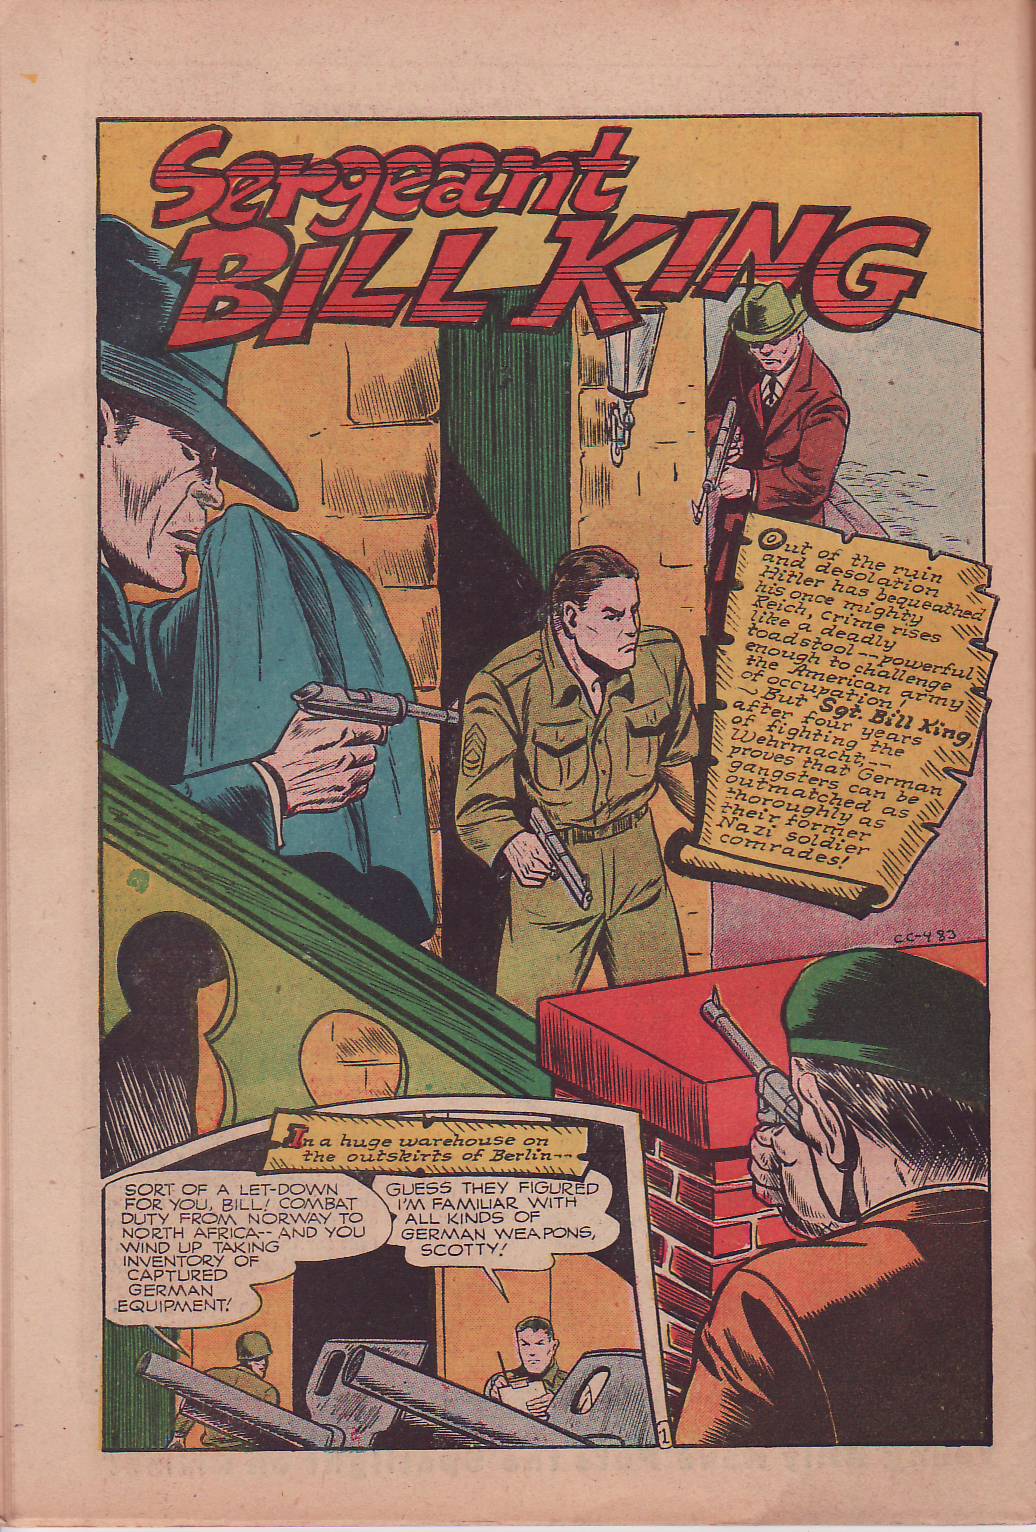 Sergeant
BILL KING
Out of the ruin
and desolation
Hitler has bequeathed
his once mighty
Reich, crime rises
like a deadly
toadstool--powerful
enough to challenge
the American army
of occupation!
-- But Sgt. Bill King,
after four years
of fighting the
Wehrmacht,--
proves that German
gangsters can be
outmatched as
thoroughly as
their former
Nazi soldier
comrades!
CC-483
In a huge warehouse on
the outskirts of Berlin--
SORT OF A LET-DOWN
FOR YOU, BILL! COMBAT
DUTY FROM NORWAY TO
NORTH AFRICA-- AND YOU
WIND UP TAKING
INVENTORY OF
CAPTURED
GERMAN
EQUIPMENT!
GUESS THEY FIGURED
I'M FAMILIAR WITH
ALL KINDS OF
GERMAN WEAPONS,
SCOTTY!
1